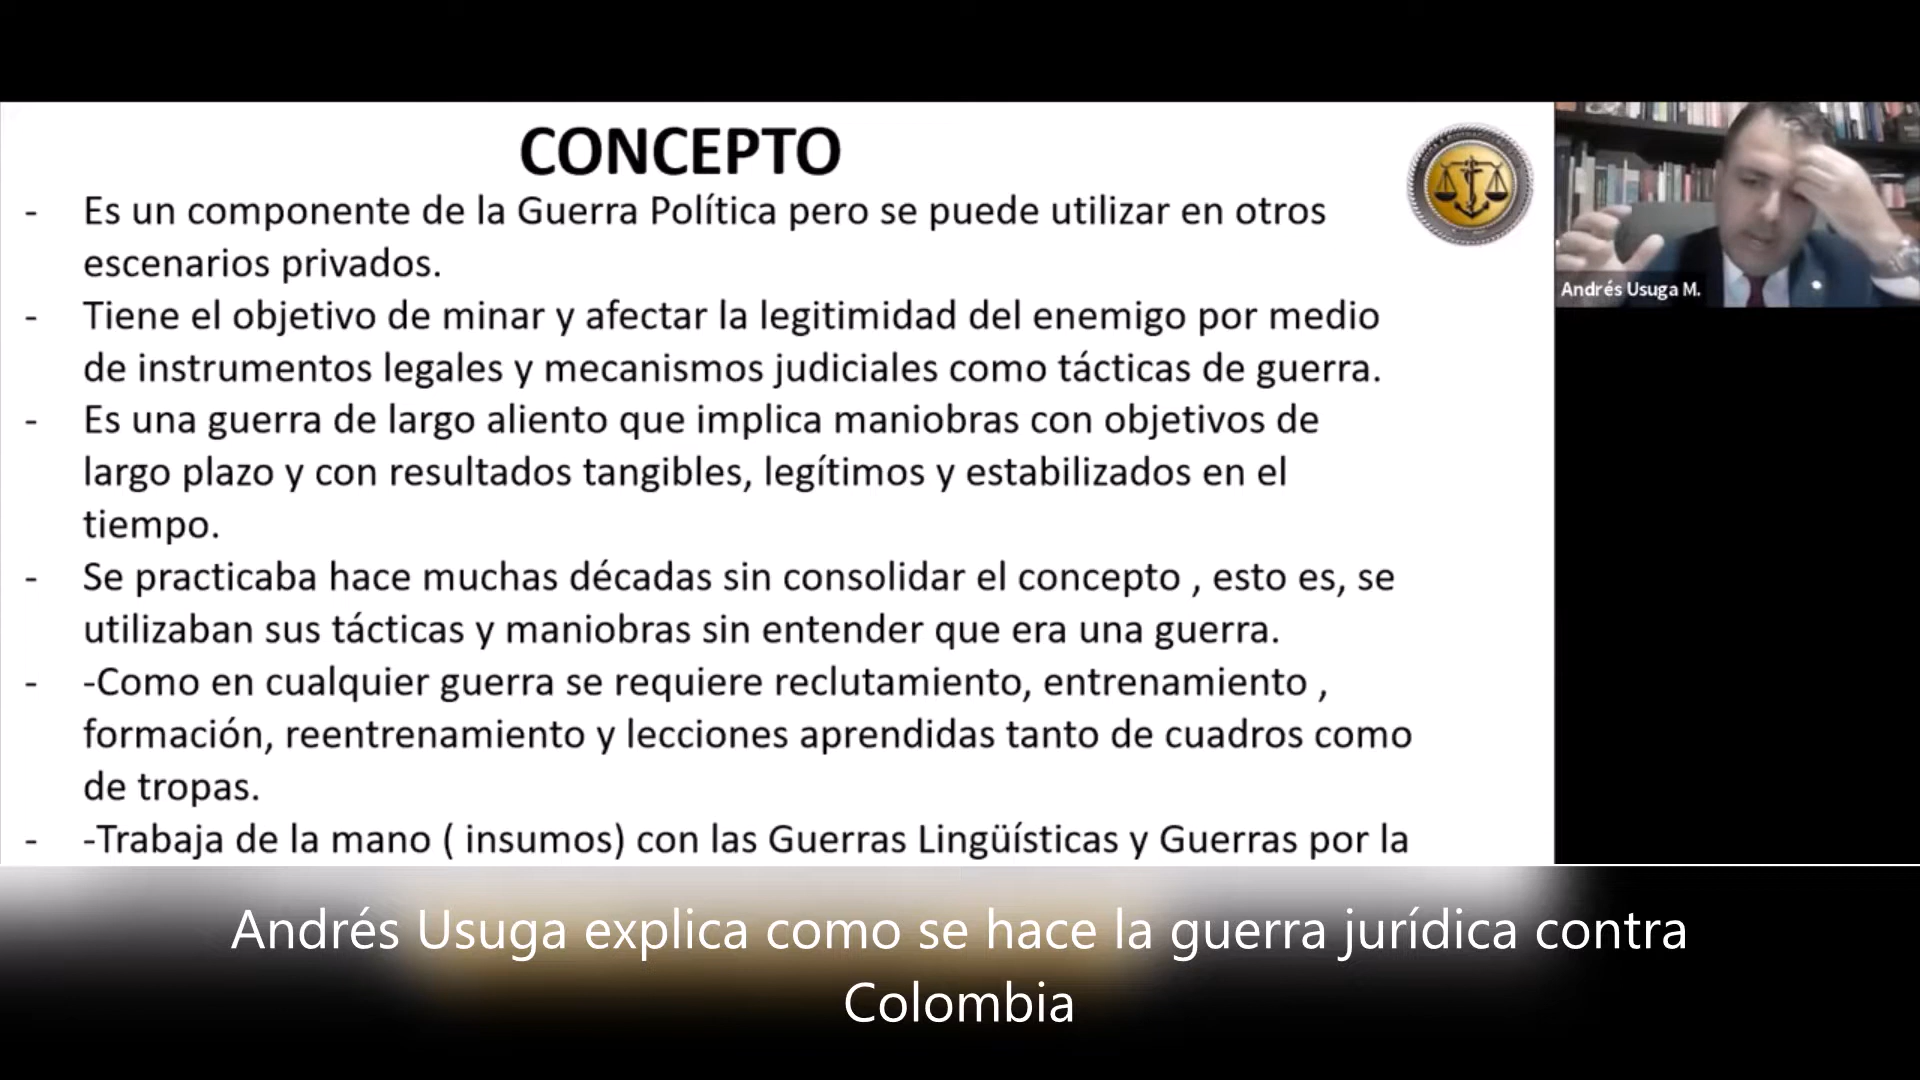 CONCEPTO
- Es un componente de la Guerra Política pero se puede utilizar en otros
escenarios privados.
- Tiene el objetivo de minar y afectar la legitimidad del enemigo por medio
de instrumentos legales y mecanismos judiciales como tácticas de guerra.
- Es una guerra de largo aliento que implica maniobras con objetivos de
largo plazo y con resultados tangibles, legítimos y estabilizados en el
tiempo.
- Se practicaba hace muchas décadas sin consolidar el concepto , esto es, se
utilizaban sus tácticas y maniobras sin entender que era una guerra.
- -Como en cualquier guerra se requiere reclutamiento, entrenamiento ,
formación, reentrenamiento y lecciones aprendidas tanto de cuadros como
de tropas.
- -Trabaja de la mano ( insumos) con las Guerras Lingüísticas y Guerras por la
Andrés Usuga M.
Andrés Usuga explica como se hace la guerra jurídica contra
Colombia